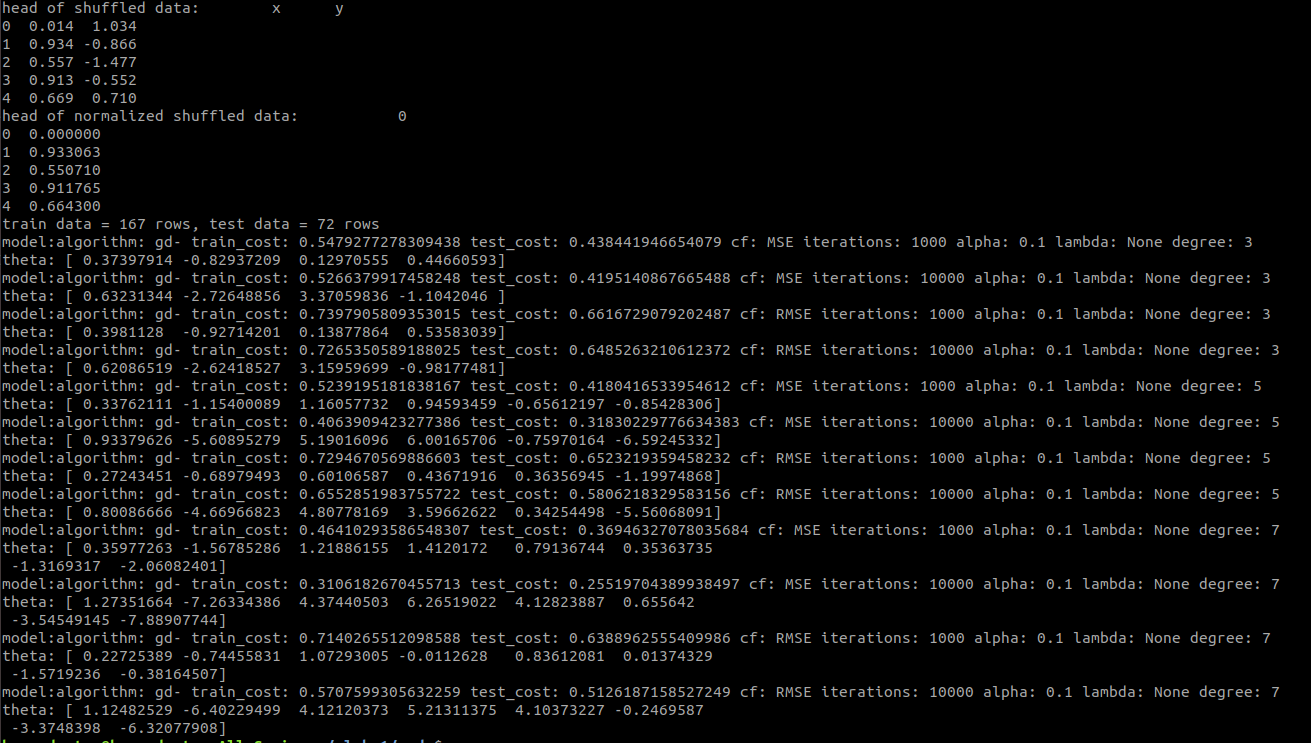 head of shuffled data:        x      y
0  0.014  1.034
1  0.934 -0.866
2  0.557 -1.477
3  0.913 -0.552
4  0.669  0.710
head of normalized shuffled data:           0
0  0.000000
1  0.933063
2  0.550710
3  0.911765
4  0.664300
train data = 167 rows, test data = 72 rows
model:algorithm: gd- train_cost: 0.5479277278309438 test_cost: 0.438441946654079 cf: MSE iterations: 1000 alpha: 0.1 lambda: None degree: 3
theta: [ 0.37397914 -0.82937209  0.12970555  0.44660593]
model:algorithm: gd- train_cost: 0.5266379917458248 test_cost: 0.4195140867665488 cf: MSE iterations: 10000 alpha: 0.1 lambda: None degree: 3
theta: [ 0.63231344 -2.72648856  3.37059836 -1.1042046 ]
model:algorithm: gd- train_cost: 0.7397905809353015 test_cost: 0.6616729079202487 cf: RMSE iterations: 1000 alpha: 0.1 lambda: None degree: 3
theta: [ 0.3981128  -0.92714201  0.13877864  0.53583039]
model:algorithm: gd- train_cost: 0.7265350589188025 test_cost: 0.6485263210612372 cf: RMSE iterations: 10000 alpha: 0.1 lambda: None degree: 3
theta: [ 0.62086519 -2.62418527  3.15959699 -0.98177481]
model:algorithm: gd- train_cost: 0.5239195181838167 test_cost: 0.4180416533954612 cf: MSE iterations: 1000 alpha: 0.1 lambda: None degree: 5
theta: [ 0.33762111 -1.15400089  1.16057732  0.94593459 -0.65612197 -0.85428306]
model:algorithm: gd- train_cost: 0.4063909423277386 test_cost: 0.31830229776634383 cf: MSE iterations: 10000 alpha: 0.1 lambda: None degree: 5
theta: [ 0.93379626 -5.60895279  5.19016096  6.00165706 -0.75970164 -6.59245332]
model:algorithm: gd- train_cost: 0.7294670569886603 test_cost: 0.6523219359458232 cf: RMSE iterations: 1000 alpha: 0.1 lambda: None degree: 5
theta: [ 0.27243451 -0.68979493  0.60106587  0.43671916  0.36356945 -1.19974868]
model:algorithm: gd- train_cost: 0.6552851983755722 test_cost: 0.5806218329583156 cf: RMSE iterations: 10000 alpha: 0.1 lambda: None degree: 5
theta: [ 0.80086666 -4.66966823  4.80778169  3.59662622  0.34254498 -5.56068091]
model:algorithm: gd- train_cost: 0.46410293586548307 test_cost: 0.36946327078035684 cf: MSE iterations: 1000 alpha: 0.1 lambda: None degree: 7
theta: [ 0.35977263 -1.56785286  1.21886155  1.4120172   0.79136744  0.35363735
 -1.3169317  -2.06082401]
model:algorithm: gd- train_cost: 0.3106182670455713 test_cost: 0.25519704389938497 cf: MSE iterations: 10000 alpha: 0.1 lambda: None degree: 7
theta: [ 1.27351664 -7.26334386  4.37440503  6.26519022  4.12823887  0.655642
 -3.54549145 -7.88907744]
model:algorithm: gd- train_cost: 0.7140265512098588 test_cost: 0.6388962555409986 cf: RMSE iterations: 1000 alpha: 0.1 lambda: None degree: 7
theta: [ 0.22725389 -0.74455831  1.07293005 -0.0112628   0.83612081  0.01374329
 -1.5719236  -0.38164507]
model:algorithm: gd- train_cost: 0.5707599305632259 test_cost: 0.5126187158527249 cf: RMSE iterations: 10000 alpha: 0.1 lambda: None degree: 7
theta: [ 1.12482529 -6.40229499  4.12120373  5.21311375  4.10373227 -0.2469587
 -3.3748398  -6.32077908]